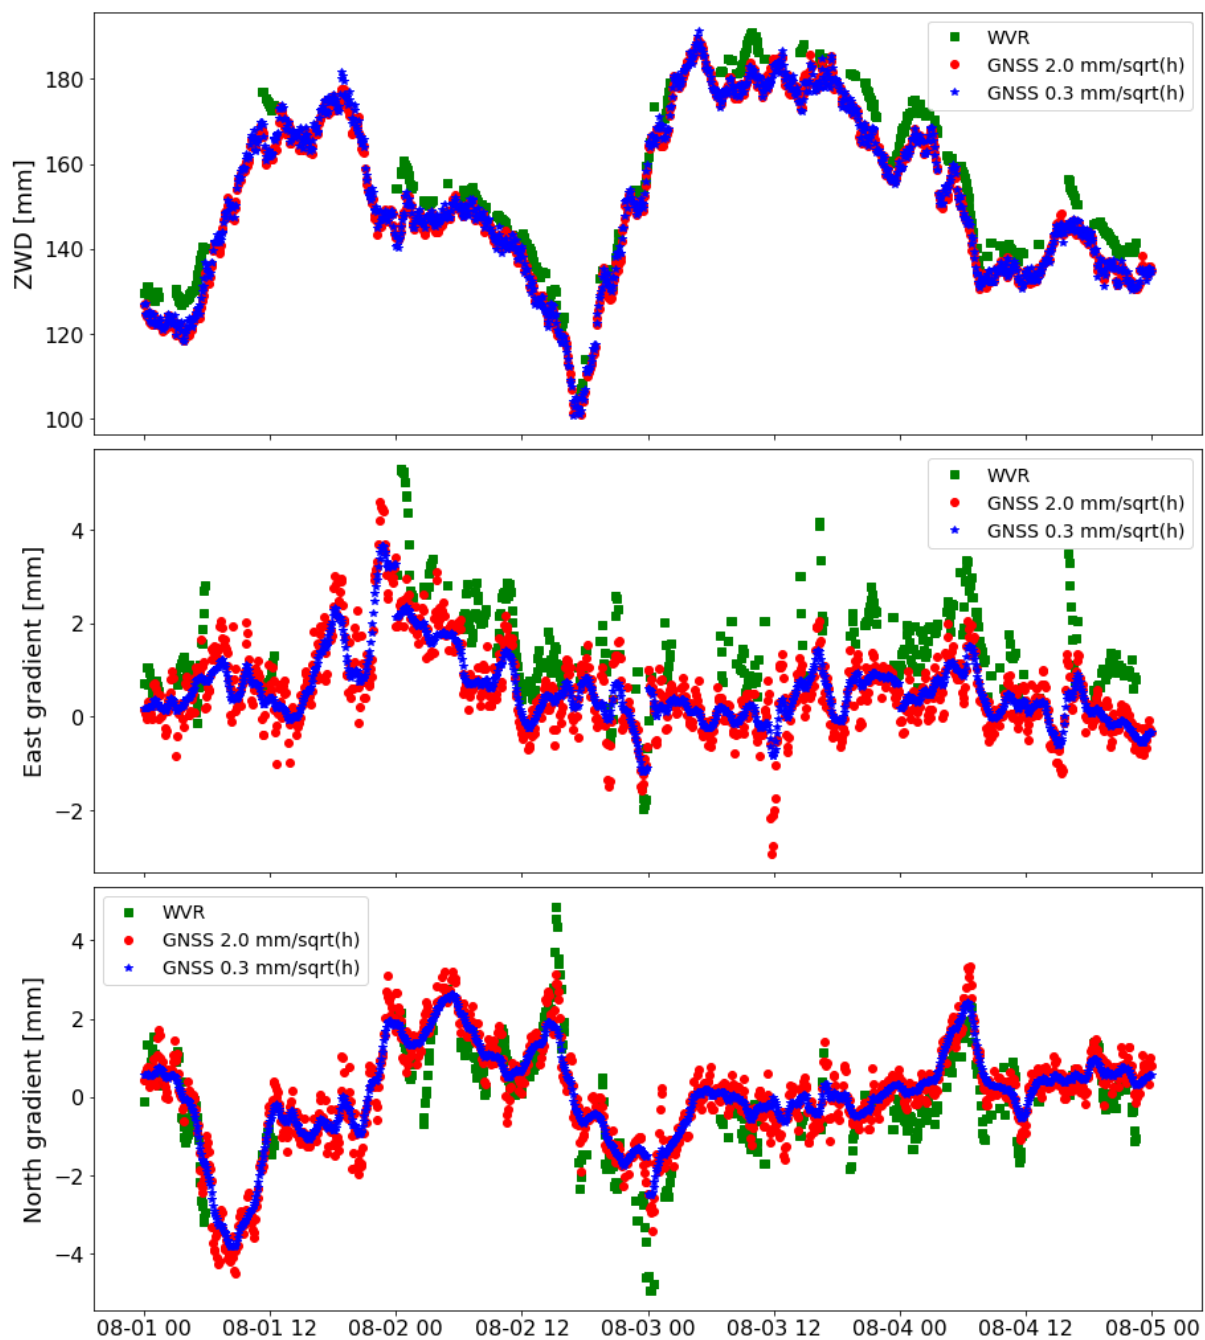 WVR
GNSS 2.0 mm/sqrt(h)
GNSS 0.3 mm/sqrt(h)
ZWD [mm]
180
160
140
120
100
WVR
GNSS 2.0 mm/sqrt(h)
GNSS 0.3 mm/sqrt(h)
East gradient [mm]
4
2
0
−2
WVR
GNSS 2.0 mm/sqrt(h)
GNSS 0.3 mm/sqrt(h)
North gradient [mm]
4
2
0
−2
−4
08-01 00 08-01 12 08-02 00 08-02 12 08-03 00 08-03 12 08-04 00 08-04 12 08-05 00